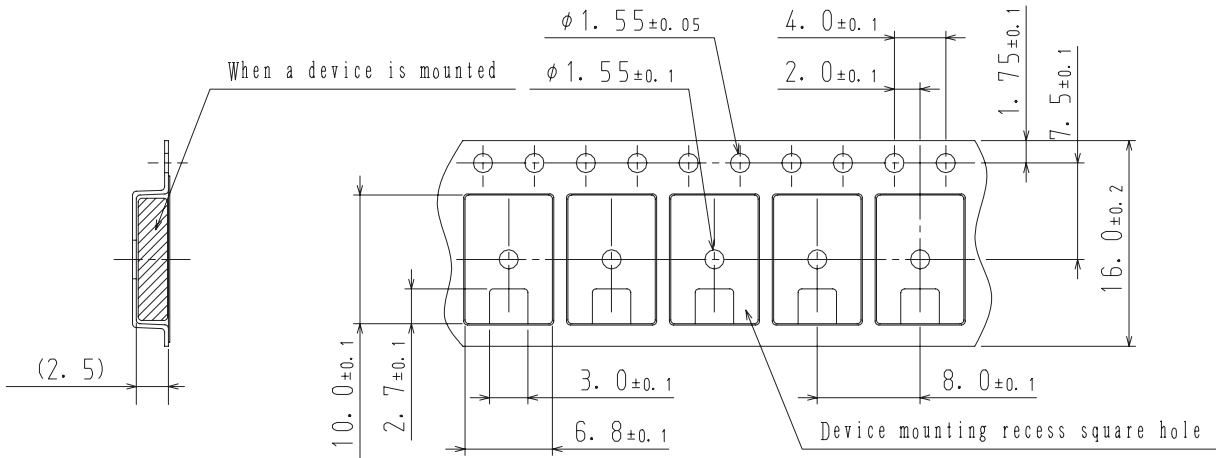 φ1.55±0.05
4.0±0.1
When a device is mounted
φ1.55±0.1
2.0±0.1
1.75±0.1
7.5±0.1
16.0±0.2
(2.5)
10.0±0.1
2.7±0.1
3.0±0.1
8.0±0.1
6.8±0.1
Device mounting recess square hole